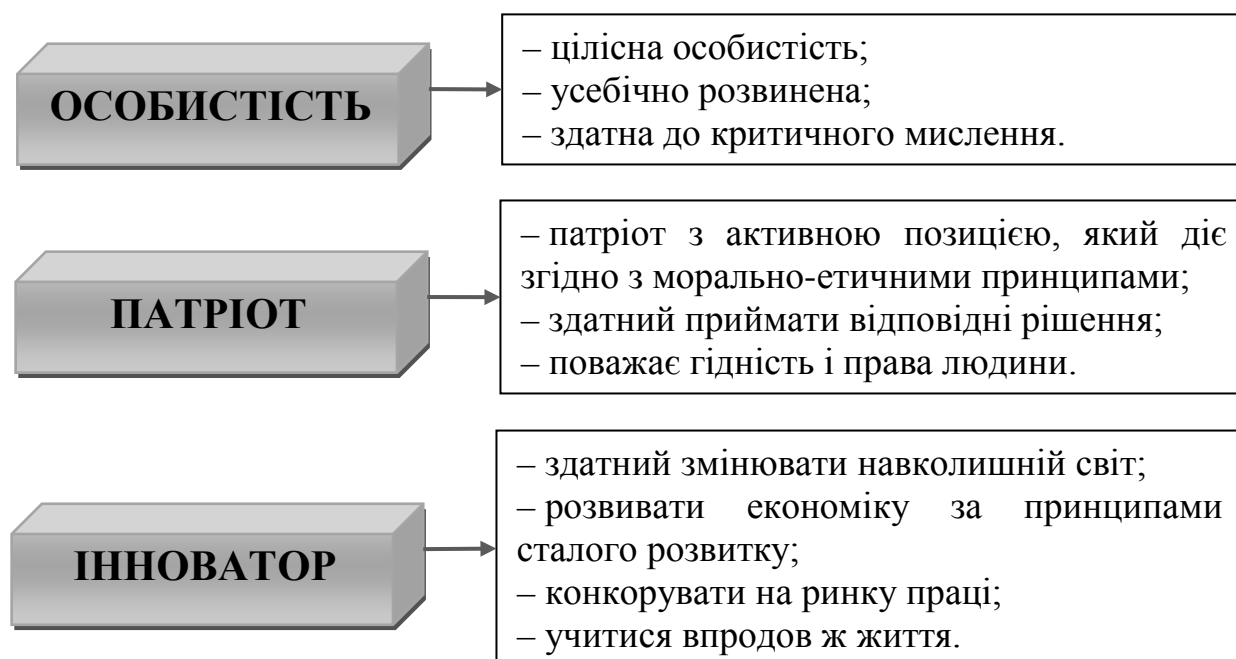 ОСОБИСТІСТЬ
– цілісна особистість;
– усебічно розвинена;
– здатна до критичного мислення.
ПАТРІОТ
– патріот з активною позицією, який діє
згідно з морально-етичними принципами;
– здатний приймати відповідні рішення;
– поважає гідність і права людини.
ІННОВАТОР
– здатний змінювати навколишній світ;
– розвивати економіку за принципами
сталого розвитку;
– конкорувати на ринку праці;
– учитися впродов ж життя.